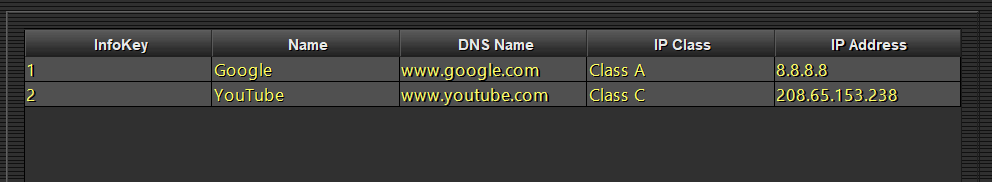 InfoKey Name DNS Name IP Class IP Address
1 Google www.google.com Class A 8.8.8.8
2 YouTube www.youtube.com Class C 208.65.153.238